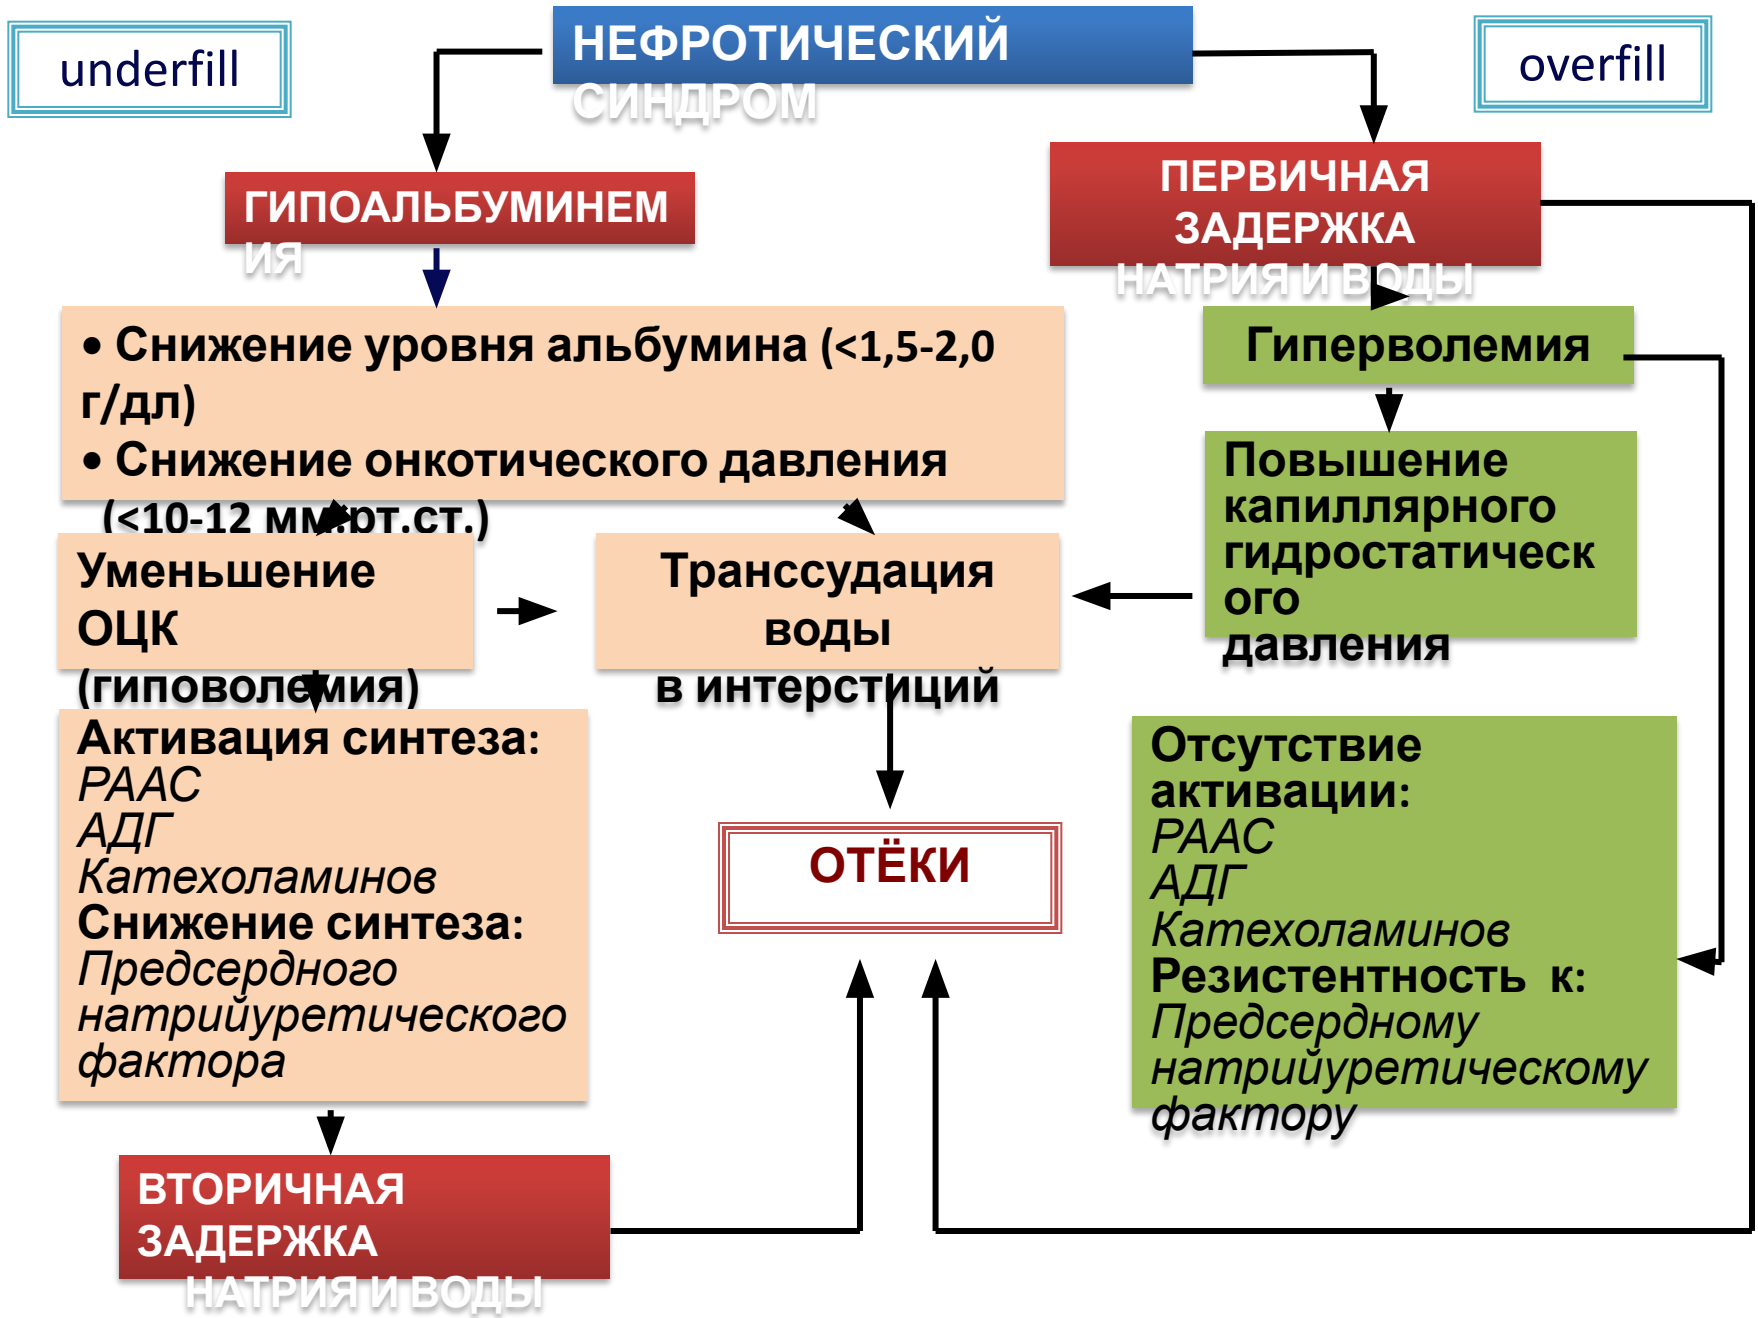 underfill
НЕФРОТИЧЕСКИЙ
СИНДРОМ
overfill
ГИПОАЛЬБУМИНЕМ
ИЯ
ПЕРВИЧНАЯ
ЗАДЕРЖКА
НАТРИЯ И ВОДЫ
• Снижение уровня альбумина (<1,5-2,0
г/дл)
• Снижение онкотического давления
(<10-12 мм.рт.ст.)
Гиперволемия
Повышение
капиллярного
гидростатическ
ого
давления
Уменьшение
ОЦК
(гиповолемия)
Транссудация
воды
в интерстиций
Активация синтеза:
РААС
АДГ
Катехоламинов
Снижение синтеза:
Предсердного
натрийуретического
фактора
ОТЁКИ
Отсутствие
активации:
РААС
АДГ
Катехоламинов
Резистентность к:
Предсердному
натрийуретическому
фактору
ВТОРИЧНАЯ
ЗАДЕРЖКА
НАТРИЯ И ВОДЫ